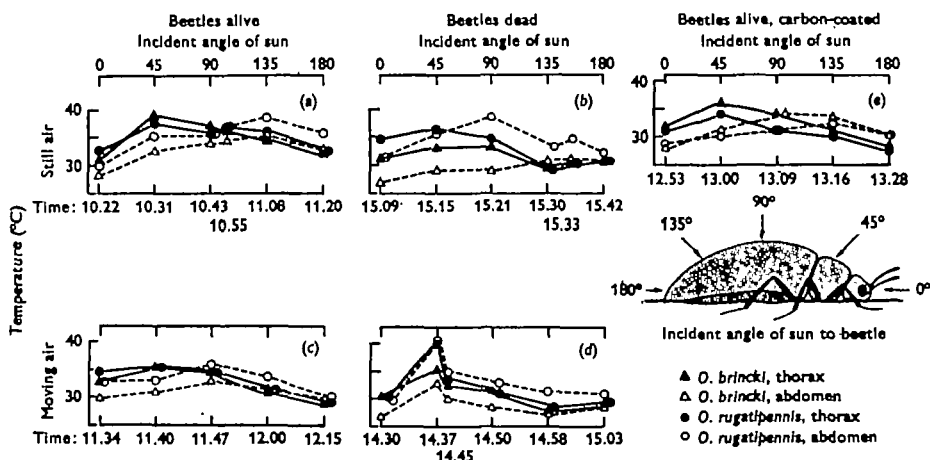 Beetles alive
Incident angle of sun
0 45 90 135 180
Beetles dead
Incident angle of sun
0 45 90 135 180
Beetles alive, carbon-coated
Incident angle of sun
0 45 90 135 180
Temperature (°C)
Still air
40
30
(a)
(b)
(e)
40
30
Time: 10.22 10.31 10.43 11.08 11.20
10.55
15.09 15.15 15.21 15.30 15.42
15.33
12.53 13.00 13.09 13.16 13.28
90°
135° 45°
180° 0°
Incident angle of sun to beetle
Moving air
40
30
(c)
(d)
Time: 11.34 11.40 11.47 12.00 12.15
14.30 14.37 14.50 14.58 15.03
14.45
▲ O. brincki, thorax
△ O. brincki, abdomen
● O. rugatipennis, thorax
○ O. rugatipennis, abdomen